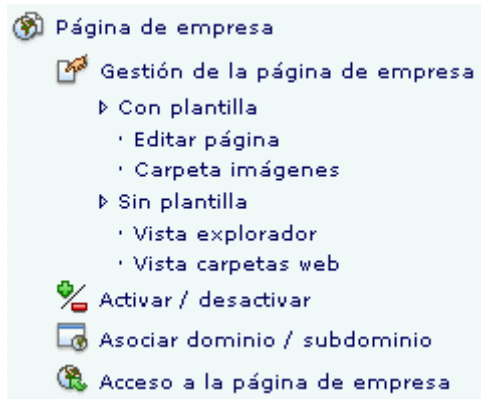 Página de empresa
Gestión de la página de empresa
Con plantilla
· Editar página
· Carpeta imágenes
Sin plantilla
· Vista explorador
· Vista carpetas web
Activar / desactivar
Asociar dominio / subdominio
Acceso a la página de empresa